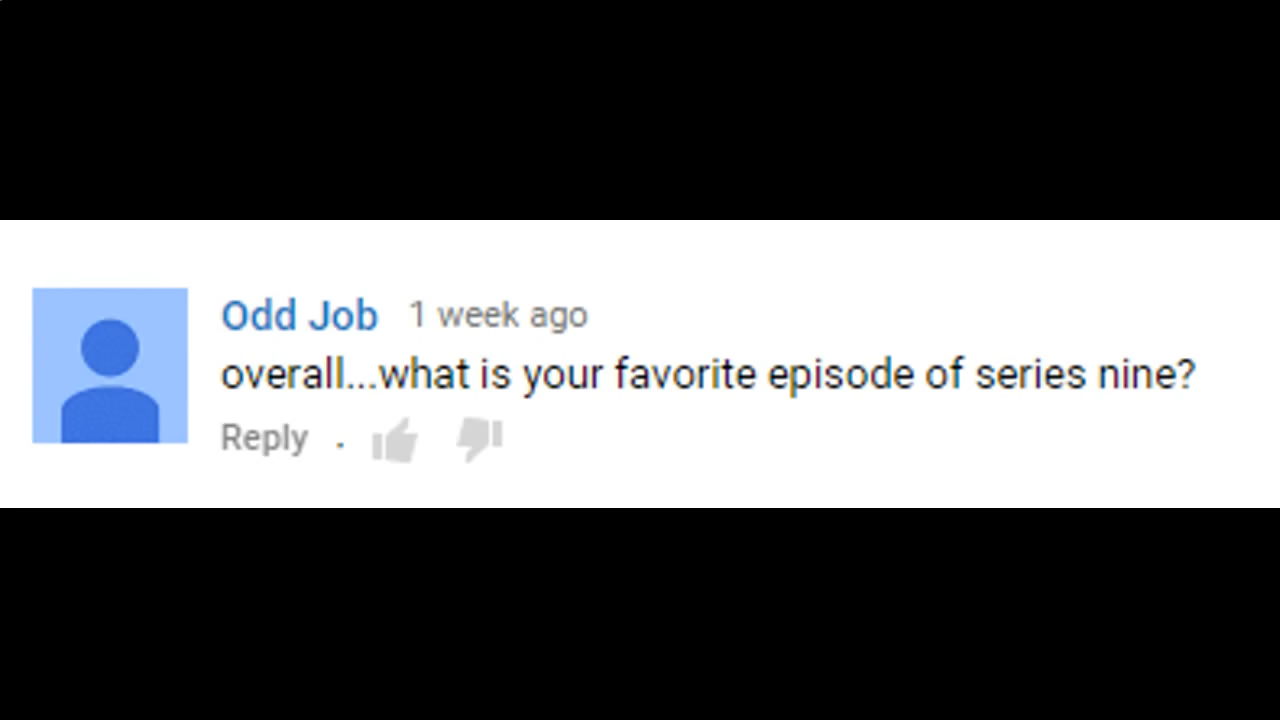 Odd Job 1 week ago
overall...what is your favorite episode of series nine?
Reply .